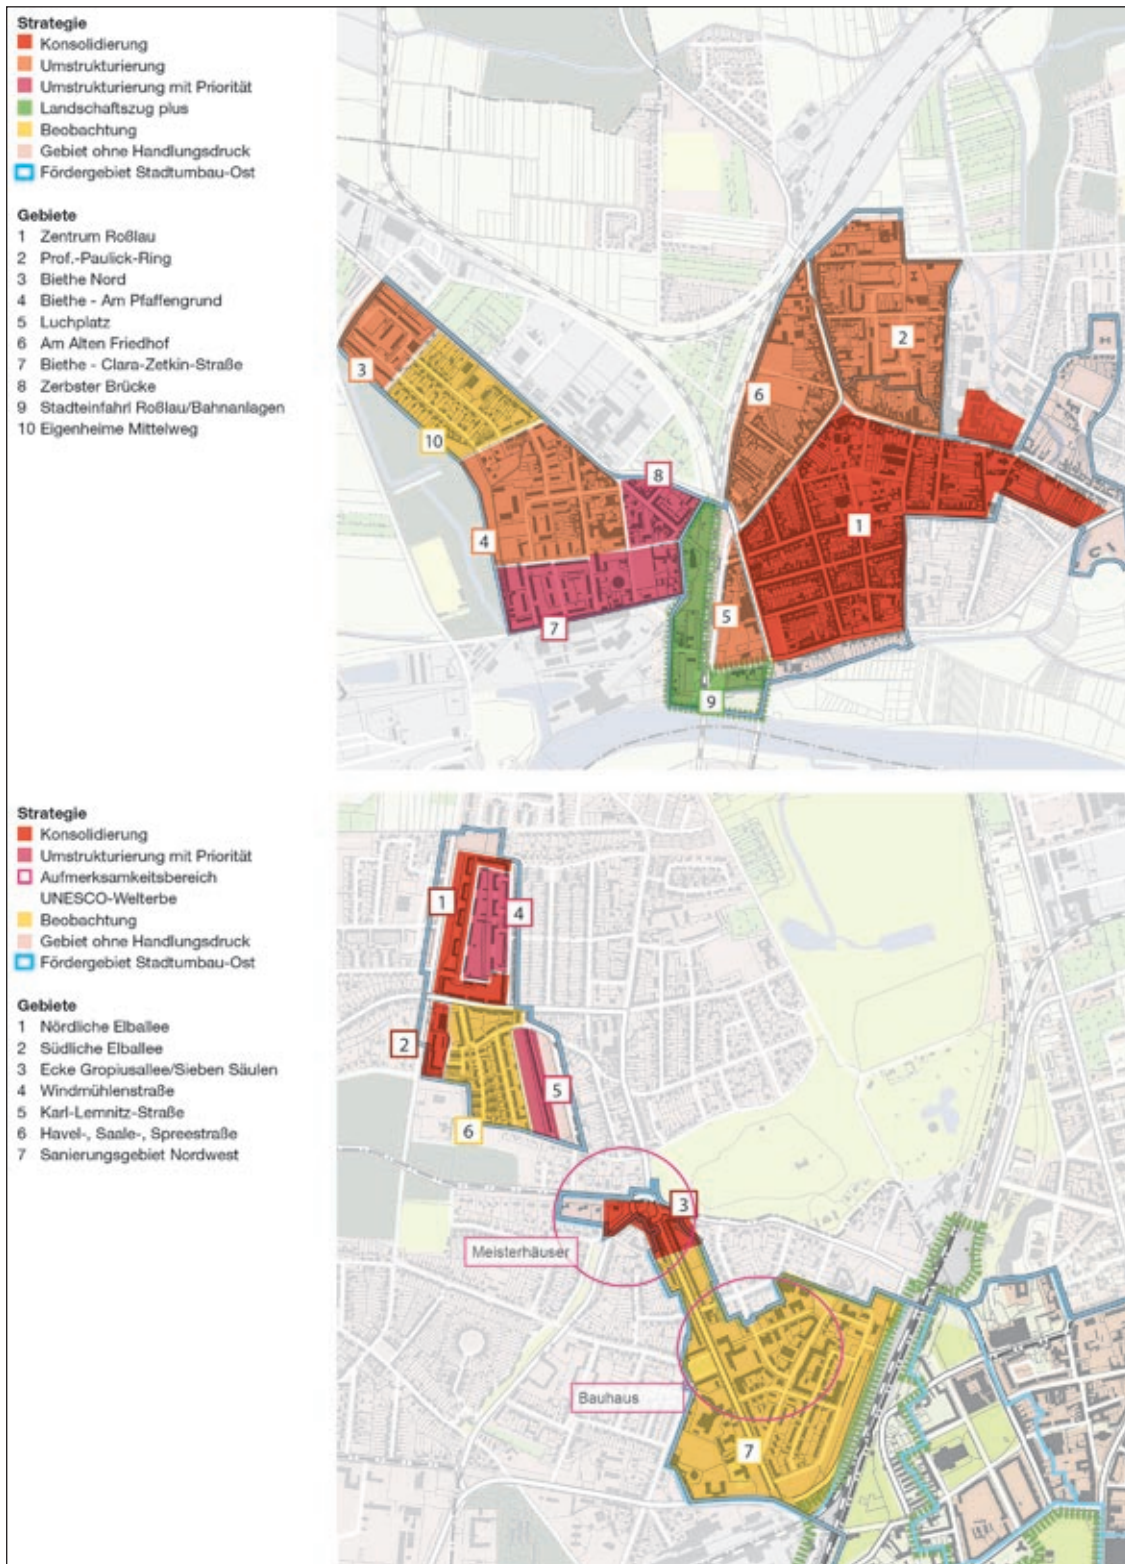 Strategie
Konsolidierung
Umstrukturierung
Umstrukturierung mit Priorität
Landschaftszug plus
Beobachtung
Gebiet ohne Handlungsdruck
Fördergebiet Stadtumbau-Ost
Gebiete
1 Zentrum Roßlau
2 Prof.-Paulick-Ring
3 Biethe Nord
4 Biethe - Am Pfaffengrund
5 Luchplatz
6 Am Alten Friedhof
7 Biethe - Clara-Zetkin-Straße
8 Zerbster Brücke
9 Stadteinfahrl Roßlau/Bahnanlagen
10 Eigenheime Mittelweg
2
3
6
10
8
1
4
5
7
9
Strategie
Konsolidierung
Umstrukturierung mit Priorität
Aufmerksamkeitsbereich
UNESCO-Welterbe
Beobachtung
Gebiet ohne Handlungsdruck
Fördergebiet Stadtumbau-Ost
Gebiete
1 Nördliche Elballee
2 Südliche Elballee
3 Ecke Gropiusallee/Sieben Säulen
4 Windmühlenstraße
5 Karl-Lemnitz-Straße
6 Havel-, Saale-, Spreestraße
7 Sanierungsgebiet Nordwest
1
4
2
5
6
3
Meisterhäuser
Bauhaus
7